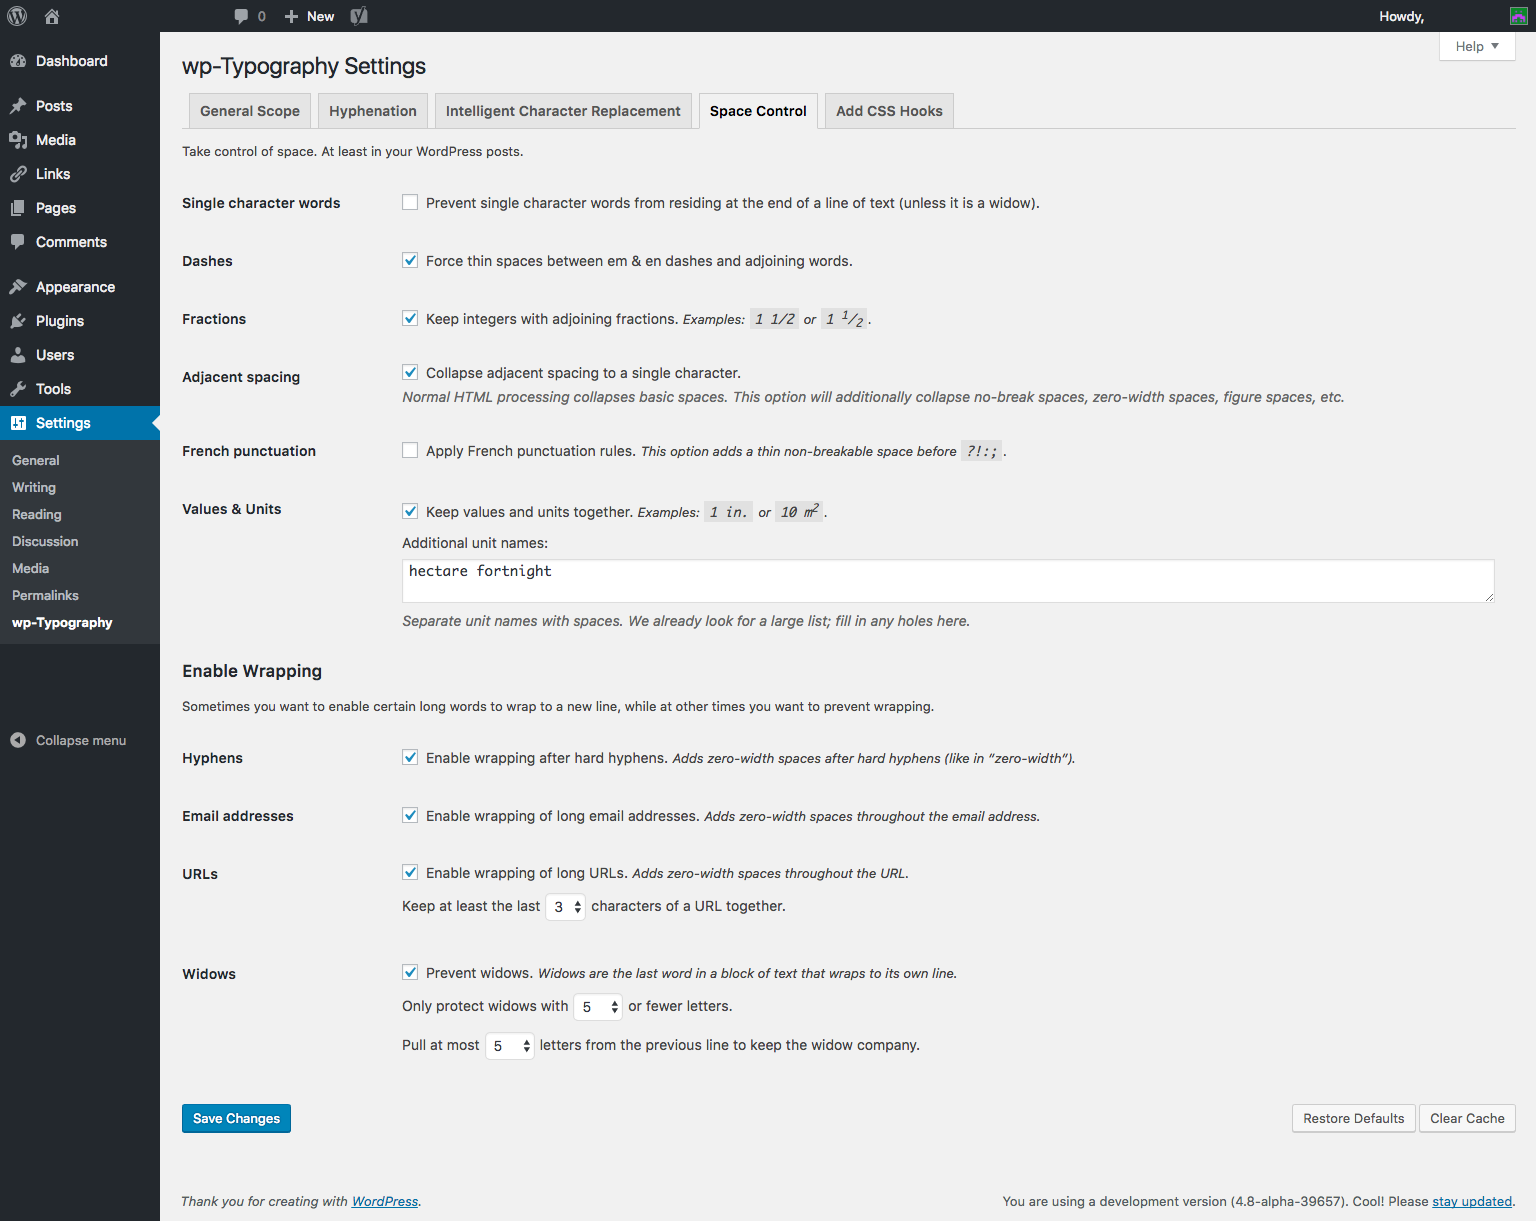 0 New Howdy,
Help
Dashboard
Posts
Media
Links
Pages
Comments
Appearance
Plugins
Users
Tools
Settings
General
Writing
Reading
Discussion
Media
Permalinks
wp-Typography
Collapse menu
wp-Typography Settings
General Scope Hyphenation Intelligent Character Replacement Space Control Add CSS Hooks
Take control of space. At least in your WordPress posts.
Single character words Prevent single character words from residing at the end of a line of text (unless it is a widow).
Dashes Force thin spaces between em & en dashes and adjoining words.
Fractions Keep integers with adjoining fractions. Examples: 1 1/2 or 1 ¹/₂ .
Adjacent spacing Collapse adjacent spacing to a single character.
Normal HTML processing collapses basic spaces. This option will additionally collapse no-break spaces, zero-width spaces, figure spaces, etc.
French punctuation Apply French punctuation rules. This option adds a thin non-breakable space before ?!:; .
Values & Units Keep values and units together. Examples: 1 in. or 10 m² .
Additional unit names:
hectare fortnight
Separate unit names with spaces. We already look for a large list; fill in any holes here.
Enable Wrapping
Sometimes you want to enable certain long words to wrap to a new line, while at other times you want to prevent wrapping.
Hyphens Enable wrapping after hard hyphens. Adds zero-width spaces after hard hyphens (like in “zero-width”).
Email addresses Enable wrapping of long email addresses. Adds zero-width spaces throughout the email address.
URLs Enable wrapping of long URLs. Adds zero-width spaces throughout the URL.
Keep at least the last 3 characters of a URL together.
Widows Prevent widows. Widows are the last word in a block of text that wraps to its own line.
Only protect widows with 5 or fewer letters.
Pull at most 5 letters from the previous line to keep the widow company.
Save Changes Restore Defaults Clear Cache
Thank you for creating with WordPress. You are using a development version (4.8-alpha-39657). Cool! Please stay updated.